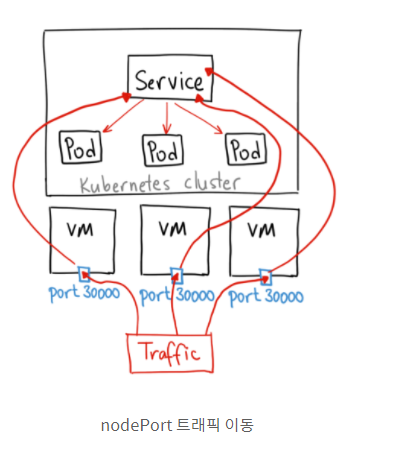 Service
Pod Pod Pod
Kubernetes cluster
VM VM VM
port 30000 port 30000 port 30000
Traffic
nodePort 트래픽 이동